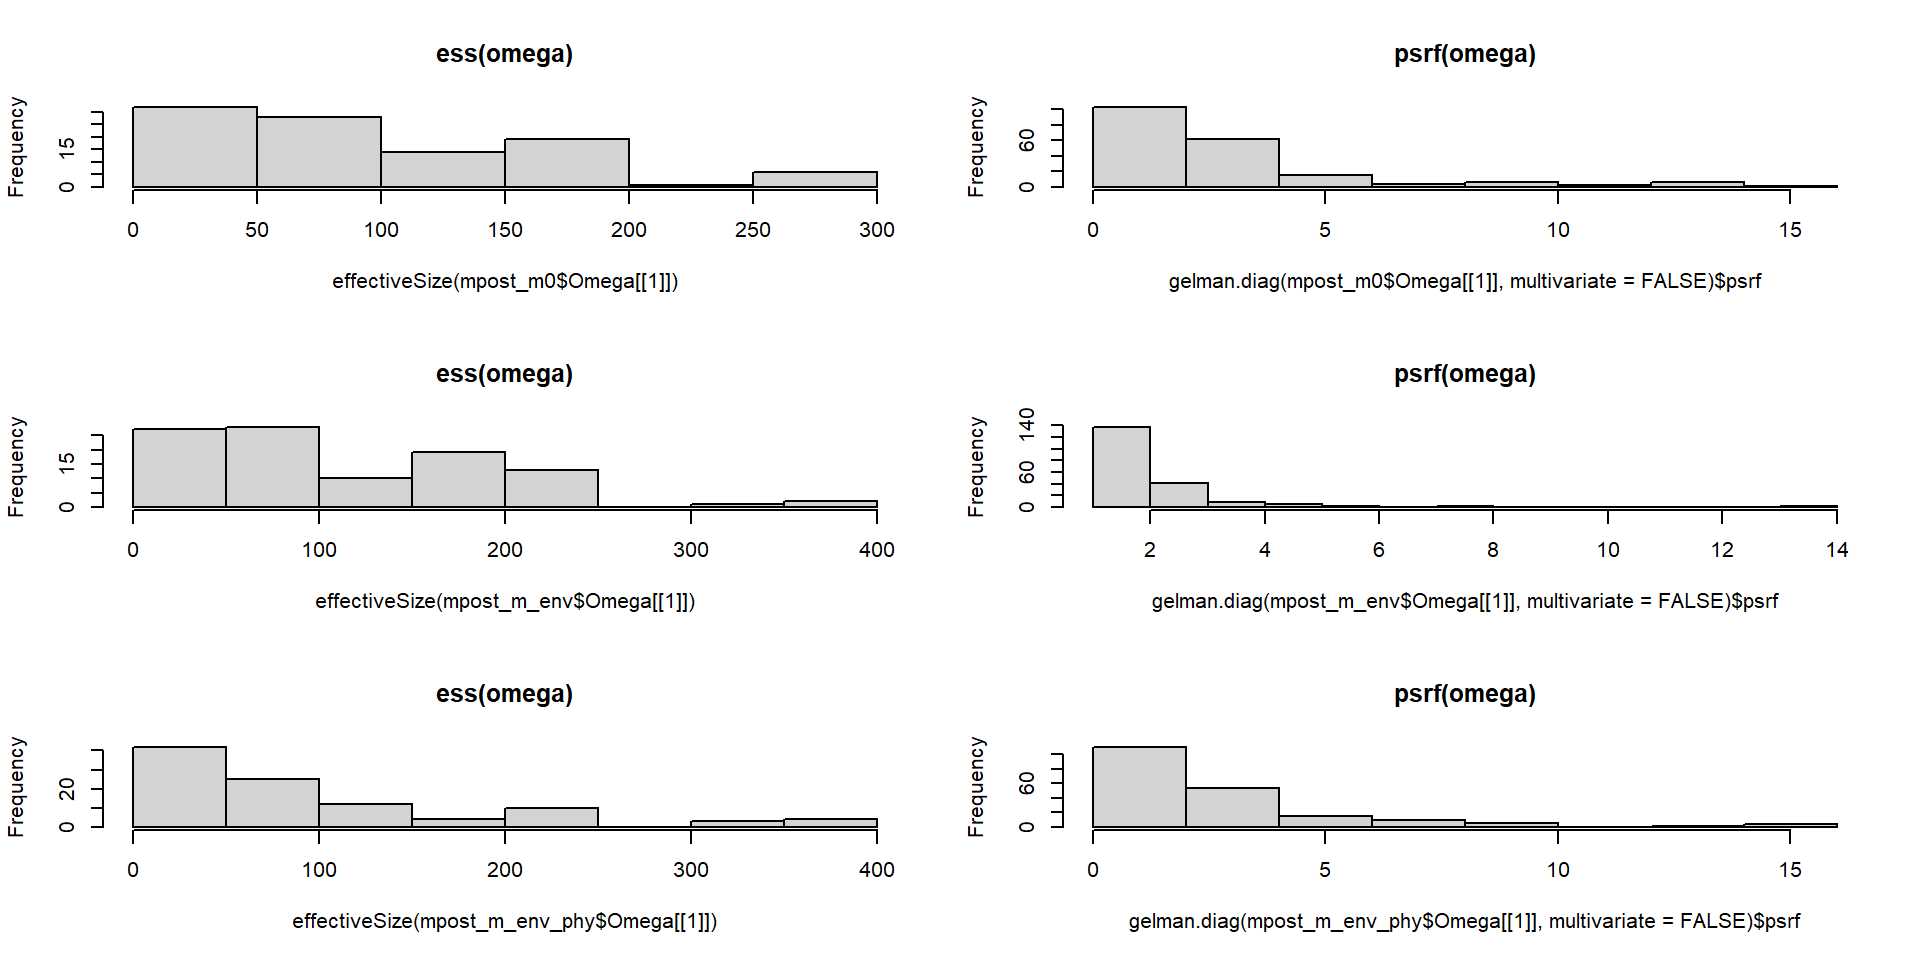 ess(omega)
Frequency
0 15
0 50 100 150 200 250 300
effectiveSize(mpost_m0$Omega[[1]])
psrf(omega)
Frequency
0 60
0 5 10 15
gelman.diag(mpost_m0$Omega[[1]], multivariate = FALSE)$psrf
ess(omega)
Frequency
0 15
0 100 200 300 400
effectiveSize(mpost_m_env$Omega[[1]])
psrf(omega)
Frequency
0 60 140
2 4 6 8 10 12 14
gelman.diag(mpost_m_env$Omega[[1]], multivariate = FALSE)$psrf
ess(omega)
Frequency
0 20
0 100 200 300 400
effectiveSize(mpost_m_env_phy$Omega[[1]])
psrf(omega)
Frequency
0 60
0 5 10 15
gelman.diag(mpost_m_env_phy$Omega[[1]], multivariate = FALSE)$psrf